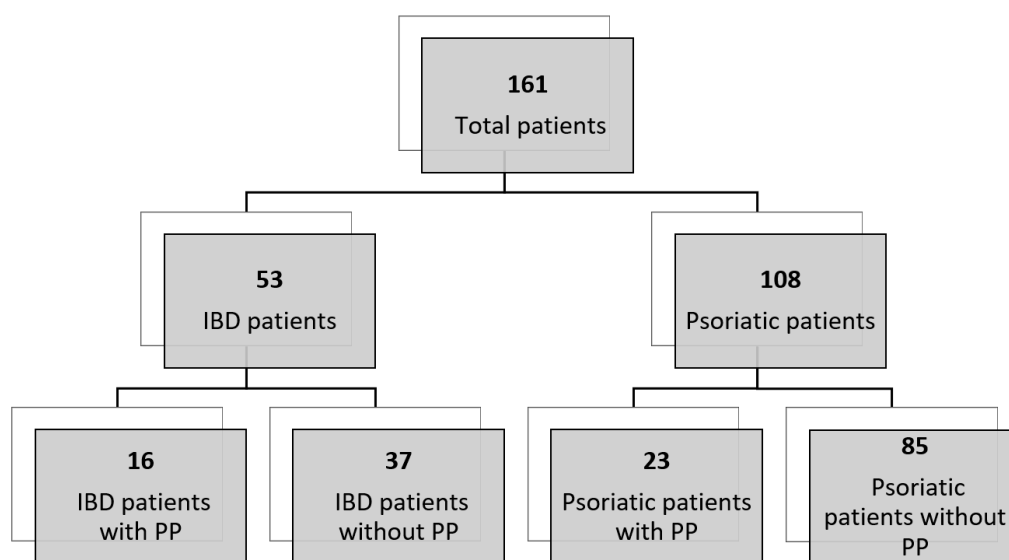 161
Total patients
53
IBD patients
108
Psoriatic patients
16
IBD patients
with PP
37
IBD patients
without PP
23
Psoriatic patients
with PP
85
Psoriatic
patients without
PP